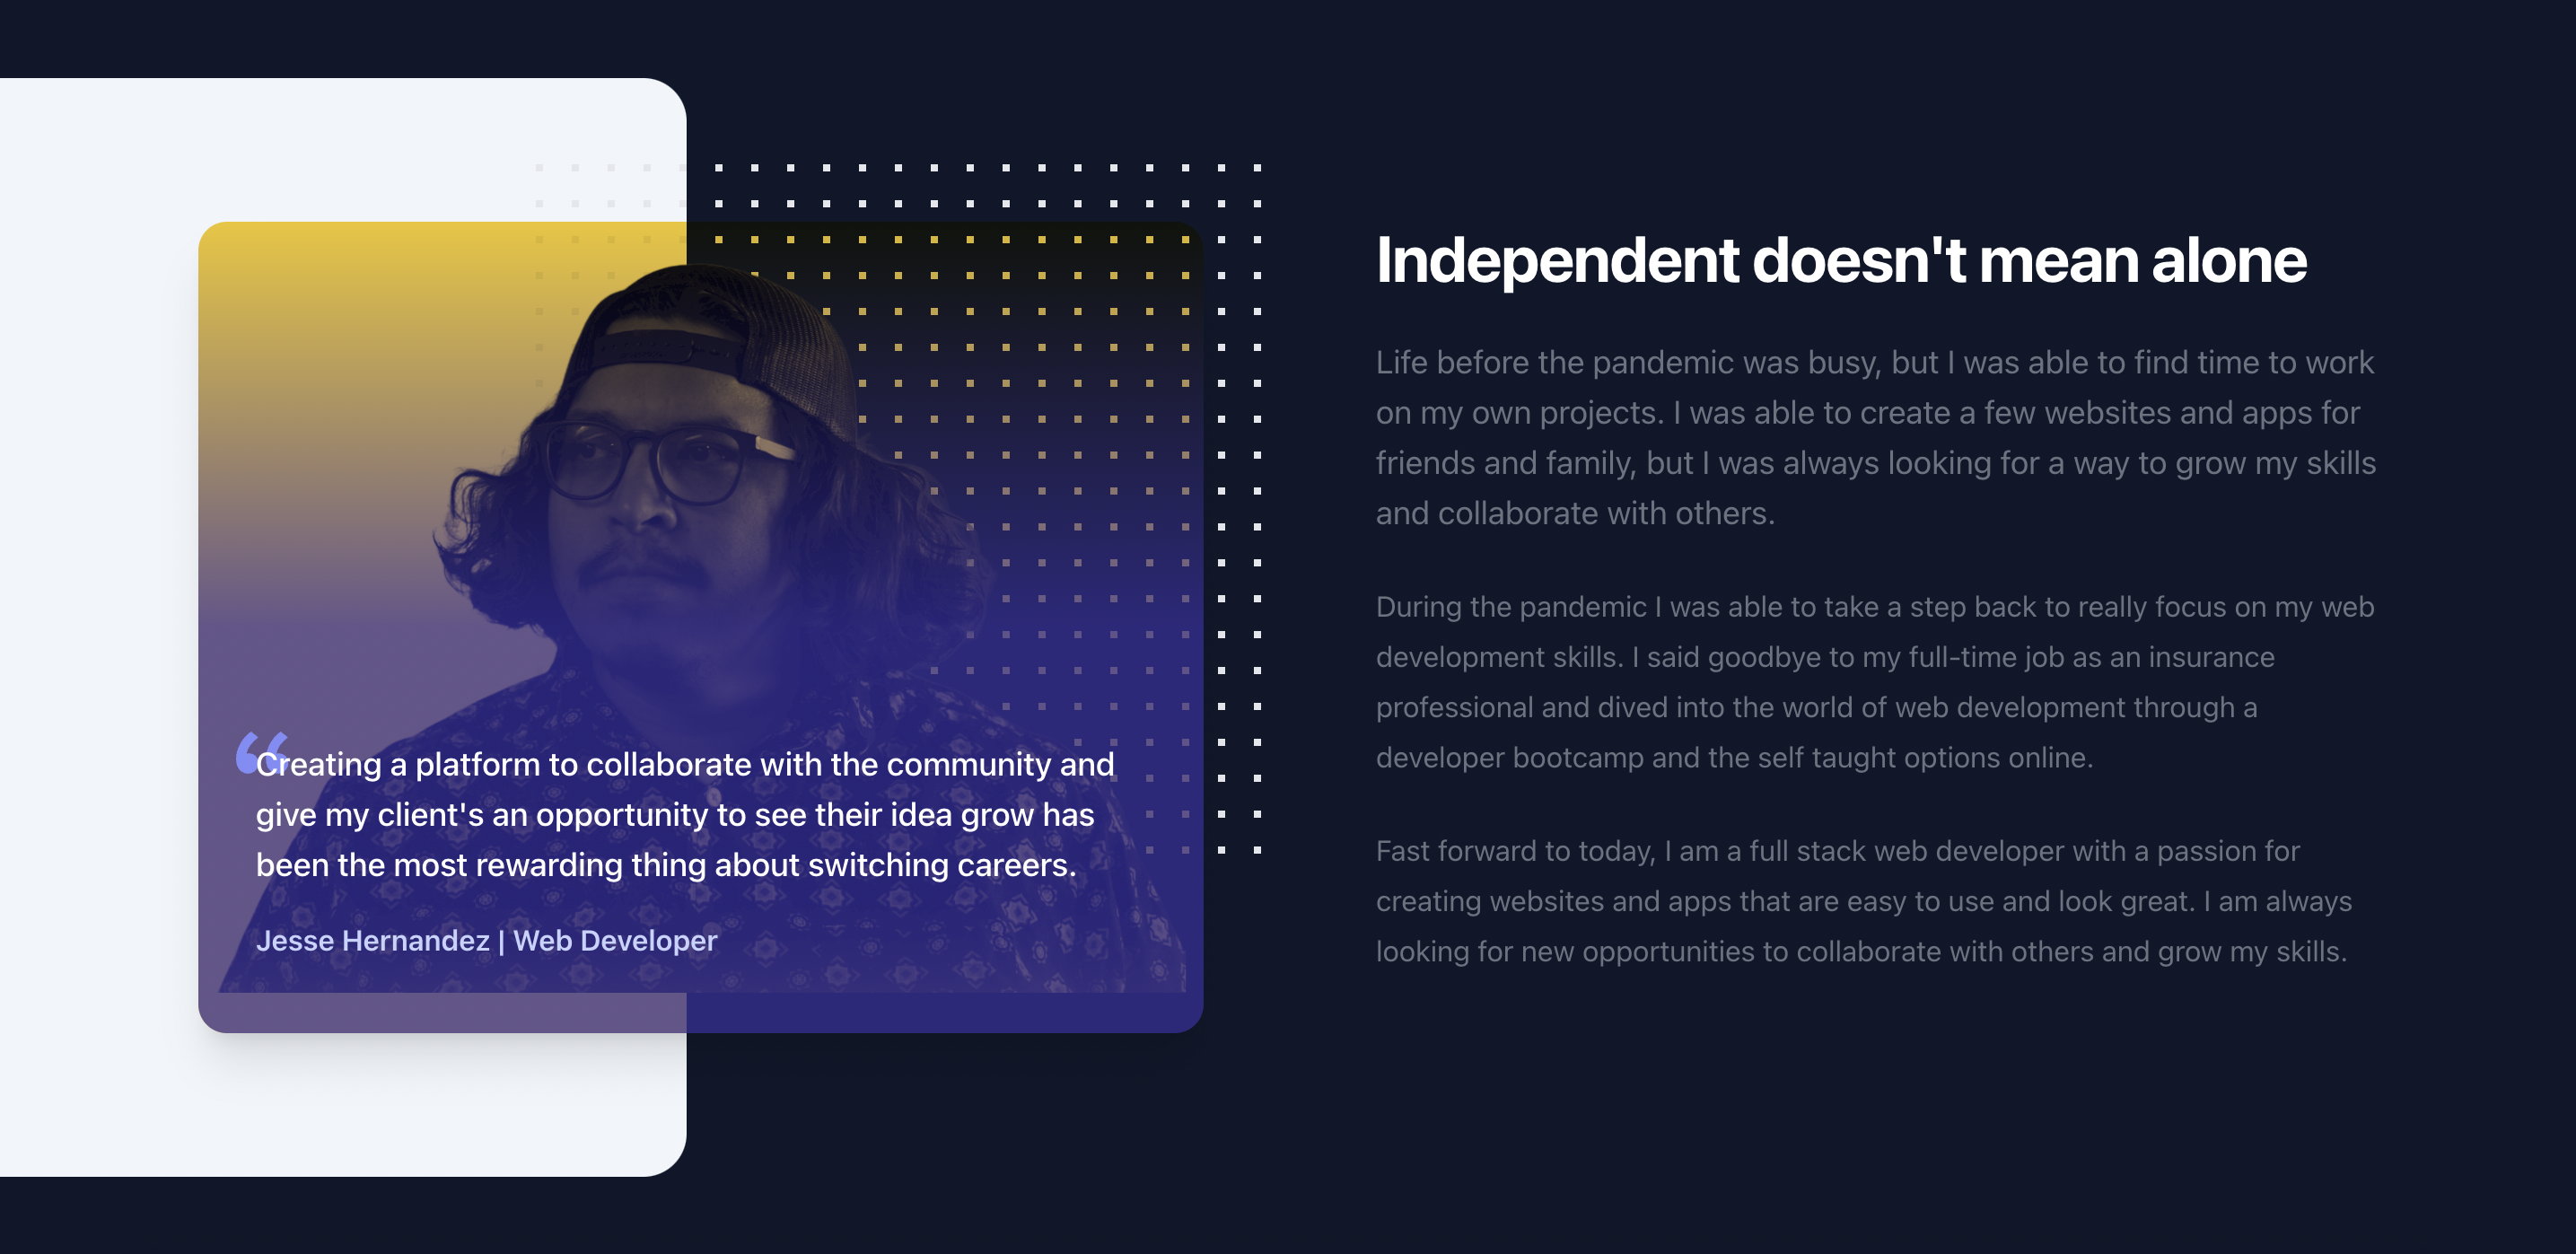 “Creating a platform to collaborate with the community and
give my client's an opportunity to see their idea grow has
been the most rewarding thing about switching careers.
Jesse Hernandez | Web Developer
Independent doesn't mean alone
Life before the pandemic was busy, but I was able to find time to work
on my own projects. I was able to create a few websites and apps for
friends and family, but I was always looking for a way to grow my skills
and collaborate with others.
During the pandemic I was able to take a step back to really focus on my web
development skills. I said goodbye to my full-time job as an insurance
professional and dived into the world of web development through a
developer bootcamp and the self taught options online.
Fast forward to today, I am a full stack web developer with a passion for
creating websites and apps that are easy to use and look great. I am always
looking for new opportunities to collaborate with others and grow my skills.